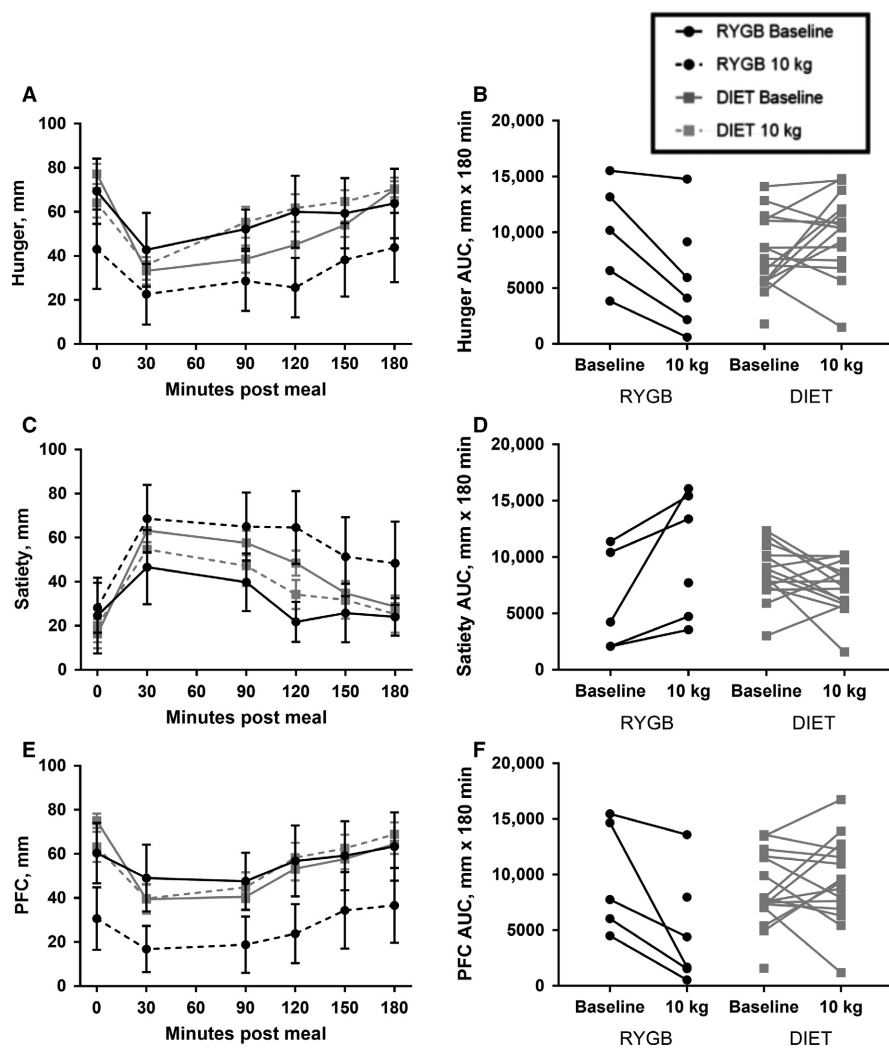 RYGB Baseline
RYGB 10 kg
DIET Baseline
DIET 10 kg
A
Hunger, mm
100
80
60
40
20
0
0 30 60 90 120 150 180
Minutes post meal
B
Hunger AUC, mm x 180 min
20,000
15,000
10,000
5000
0
Baseline 10 kg Baseline 10 kg
RYGB DIET
C
Satiety, mm
100
80
60
40
20
0
0 30 60 90 120 150 180
Minutes post meal
D
Satiety AUC, mm x 180 min
20,000
15,000
10,000
5000
0
Baseline 10 kg Baseline 10 kg
RYGB DIET
E
PFC, mm
100
80
60
40
20
0
0 30 60 90 120 150 180
Minutes post meal
F
PFC AUC, mm x 180 min
20,000
15,000
10,000
5000
0
Baseline 10 kg Baseline 10 kg
RYGB DIET